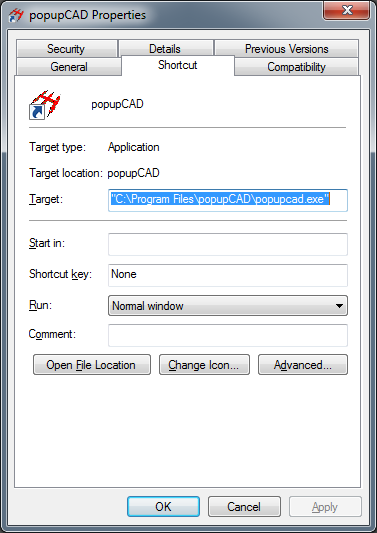 popupCAD Properties
Security Details Previous Versions
General Shortcut Compatibility
popupCAD
Target type: Application
Target location: popupCAD
Target: "C:\Program Files\popupCAD\popupcad.exe"
Start in:
Shortcut key: None
Run: Normal window
Comment:
Open File Location Change Icon... Advanced...
OK Cancel Apply